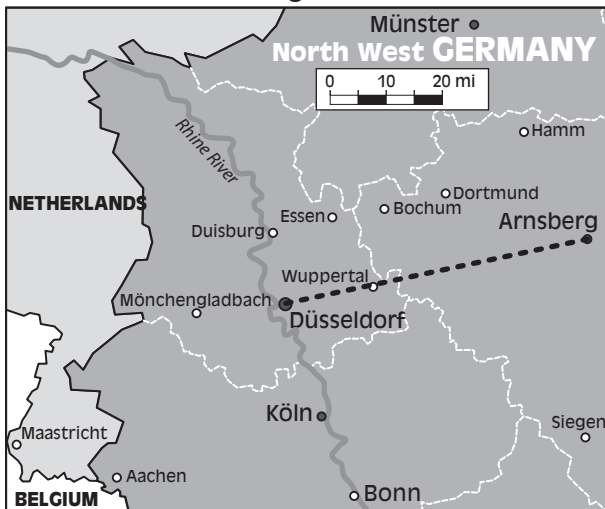 Münster
North West GERMANY
0 10 20 mi
Hamm
Rhine River
NETHERLANDS
Dortmund
Essen
Bochum
Arnsberg
Duisburg
Wuppertal
Mönchengladbach
Düsseldorf
Köln
Siegen
Maastricht
Aachen
BELGIUM
Bonn